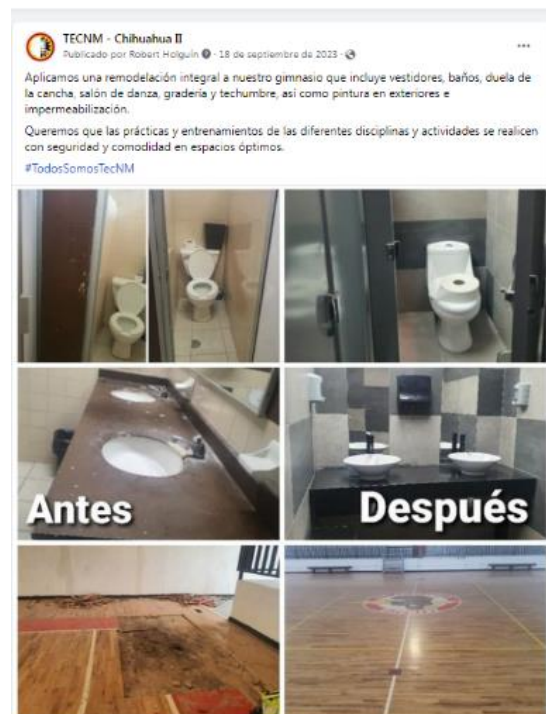 TECNM - Chihuahua II
Publicado por Robert Holguín · 18 de septiembre de 2023 ·
Aplicamos una remodelación integral a nuestro gimnasio que incluye vestidores, baños, duela de
la cancha, salón de danza, gradería y techumbre, así como pintura en exteriores e
impermeabilización.
Queremos que las prácticas y entrenamientos de las diferentes disciplinas y actividades se realicen
con seguridad y comodidad en espacios óptimos.
#TodosSomosTecNM
Antes
Después